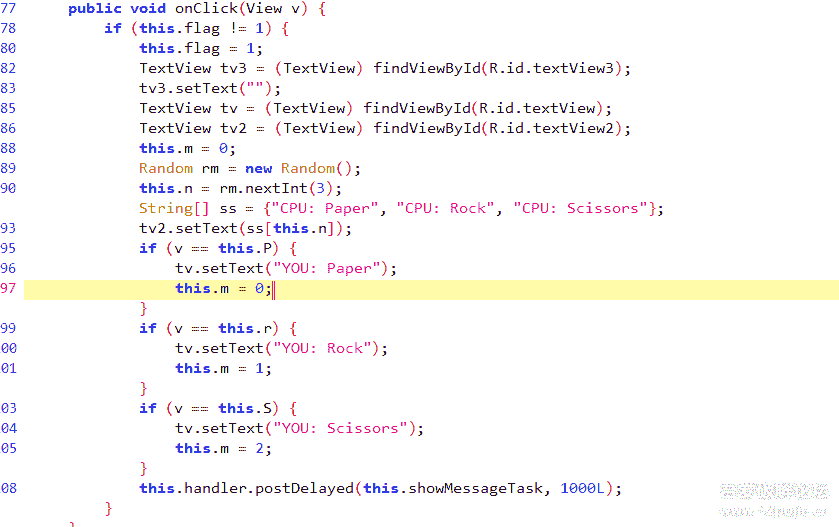 77 public void onClick(View v) {
78 if (this.flag != 1) {
80 this.flag = 1;
82 TextView tv3 = (TextView) findViewById(R.id.textView3);
83 tv3.setText("");
85 TextView tv = (TextView) findViewById(R.id.textView);
86 TextView tv2 = (TextView) findViewById(R.id.textView2);
88 this.m = 0;
89 Random rm = new Random();
90 this.n = rm.nextInt(3);
String[] ss = {"CPU: Paper", "CPU: Rock", "CPU: Scissors"};
93 tv2.setText(ss[this.n]);
95 if (v == this.P) {
96 tv.setText("YOU: Paper");
97 this.m = 0;
}
99 if (v == this.r) {
00 tv.setText("YOU: Rock");
01 this.m = 1;
}
03 if (v == this.S) {
04 tv.setText("YOU: Scissors");
05 this.m = 2;
}
08 this.handler.postDelayed(this.showMessageTask, 1000L);
}
}